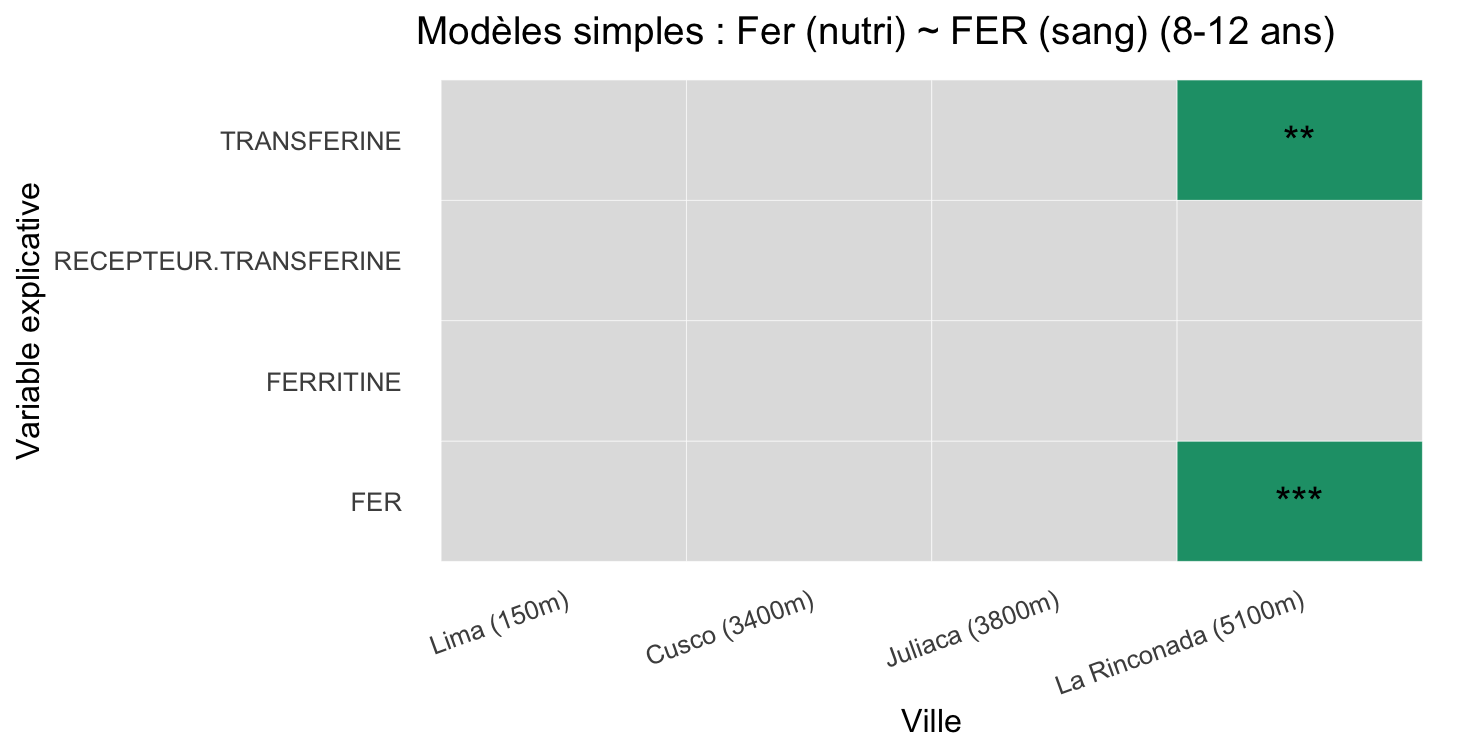 Modèles simples : Fer (nutri) ~ FER (sang) (8-12 ans)
Variable explicative
TRANSFERINE
**
RECEPTEUR.TRANSFERINE
FERRITINE
FER
***
Lima (150m)
Cusco (3400m)
Juliaca (3800m)
La Rinconada (5100m)
Ville